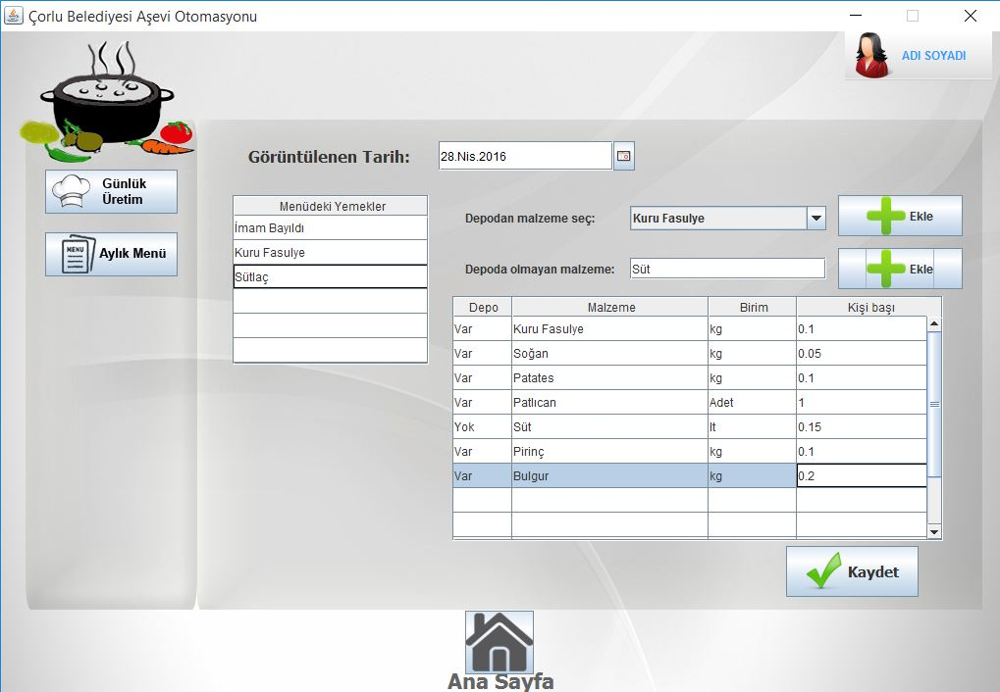 Çorlu Belediyesi Aşevi Otomasyonu
ADI SOYADI
Günlük
Üretim
MENU
Aylık Menü
Görüntülenen Tarih:
28.Nis.2016
Menüdeki Yemekler
İmam Bayıldı
Kuru Fasulye
Sütlaç
Depodan malzeme seç:
Kuru Fasulye
Ekle
Depoda olmayan malzeme:
Süt
Ekle
Depo Malzeme Birim Kişi başı
Var Kuru Fasulye kg 0.1
Var Soğan kg 0.05
Var Patates kg 0.1
Var Patlıcan Adet 1
Yok Süt lt 0.15
Var Pirinç kg 0.1
Var Bulgur kg 0.2
Kaydet
Ana Sayfa